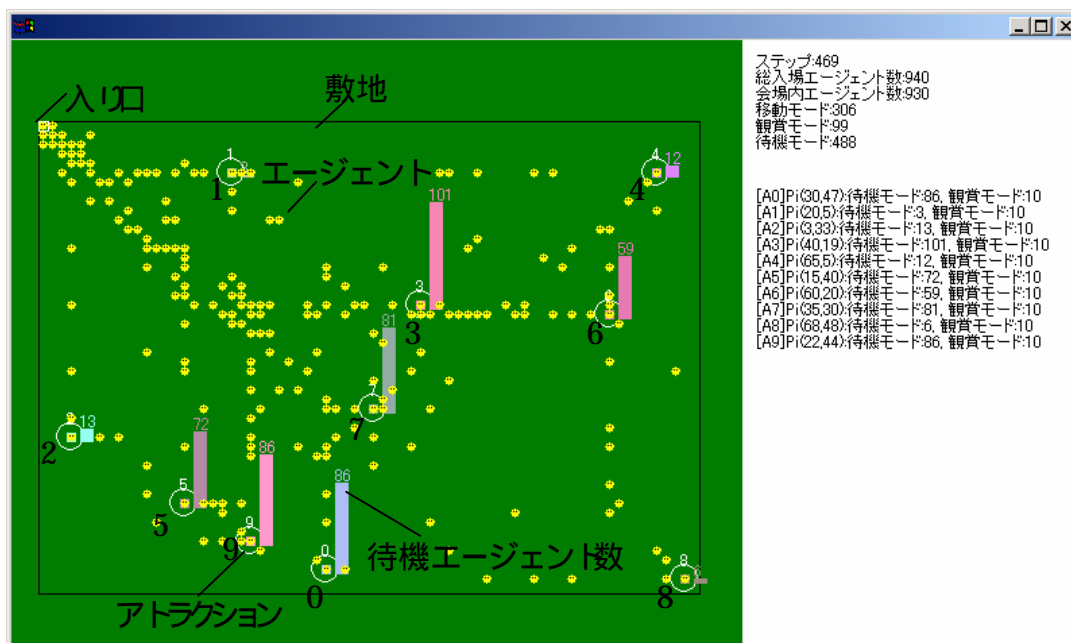 入り口
敷地
1
1
エージェント
4
12
4
101
59
3
3
6
81
7
7
13
2
72
5
5
86
9
9
86
0
0
待機エージェント数
8
8
アトラクション
ステップ:469
総入場エージェント数:940
会場内エージェント数:930
移動モード:306
観賞モード:99
待機モード:488
[A0]Pi(30,47):待機モード:86, 観賞モード:10
[A1]Pi(20,5):待機モード:3, 観賞モード:10
[A2]Pi(3,33):待機モード:13, 観賞モード:10
[A3]Pi(40,19):待機モード:101, 観賞モード:10
[A4]Pi(65,5):待機モード:12, 観賞モード:10
[A5]Pi(15,40):待機モード:72, 観賞モード:10
[A6]Pi(60,20):待機モード:59, 観賞モード:10
[A7]Pi(35,30):待機モード:81, 観賞モード:10
[A8]Pi(68,48):待機モード:6, 観賞モード:10
[A9]Pi(22,44):待機モード:86, 観賞モード:10